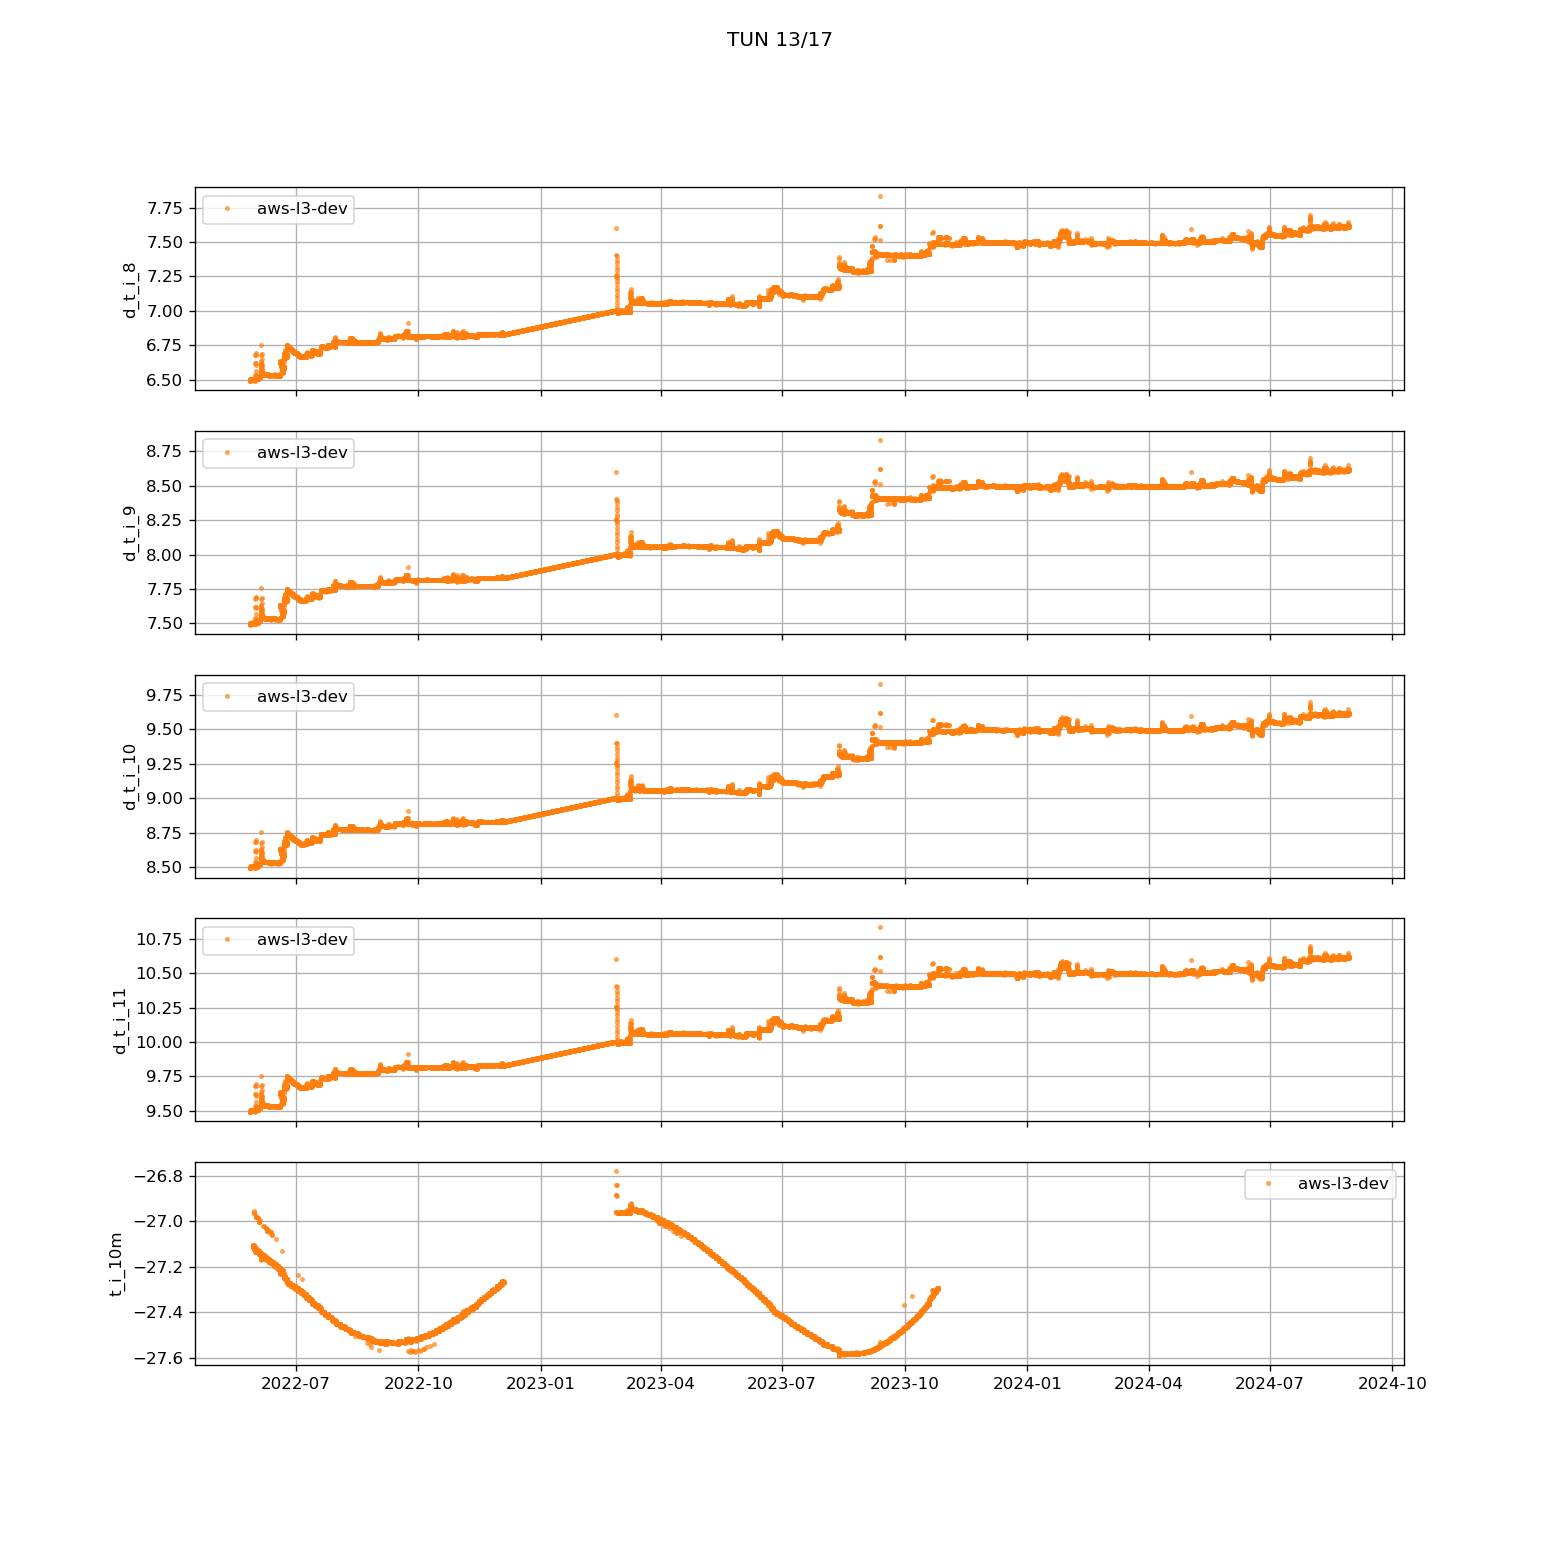 TUN 13/17
aws-l3-dev
d_t_i_8
7.75
7.50
7.25
7.00
6.75
6.50
aws-l3-dev
d_t_i_9
8.75
8.50
8.25
8.00
7.75
7.50
aws-l3-dev
d_t_i_10
9.75
9.50
9.25
9.00
8.75
8.50
aws-l3-dev
d_t_i_11
10.75
10.50
10.25
10.00
9.75
9.50
aws-l3-dev
t_i_10m
−26.8
−27.0
−27.2
−27.4
−27.6
2022-07 2022-10 2023-01 2023-04 2023-07 2023-10 2024-01 2024-04 2024-07 2024-10